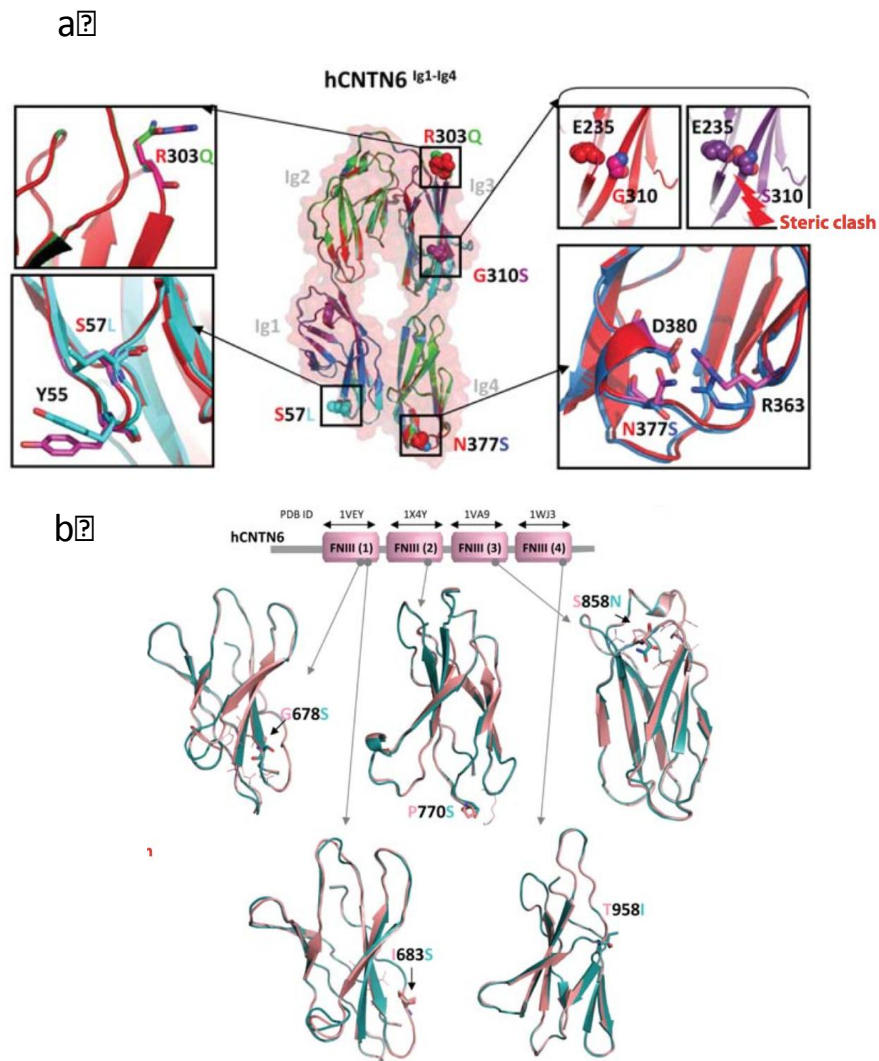 a
hCNTN6 Ig1-Ig4
R303Q
Ig2
R303Q
Ig3
E235
G310
E235
S310
Steric clash
G310S
S57L
Y55
Ig1
S57L
Ig4
N377S
D380
N377S
R363
b
PDB ID
1VEY
1X4Y
1VA9
1WJ3
hCNTN6
FNIII (1)
FNIII (2)
FNIII (3)
FNIII (4)
G678S
P770S
S858N
n
I683S
T958I